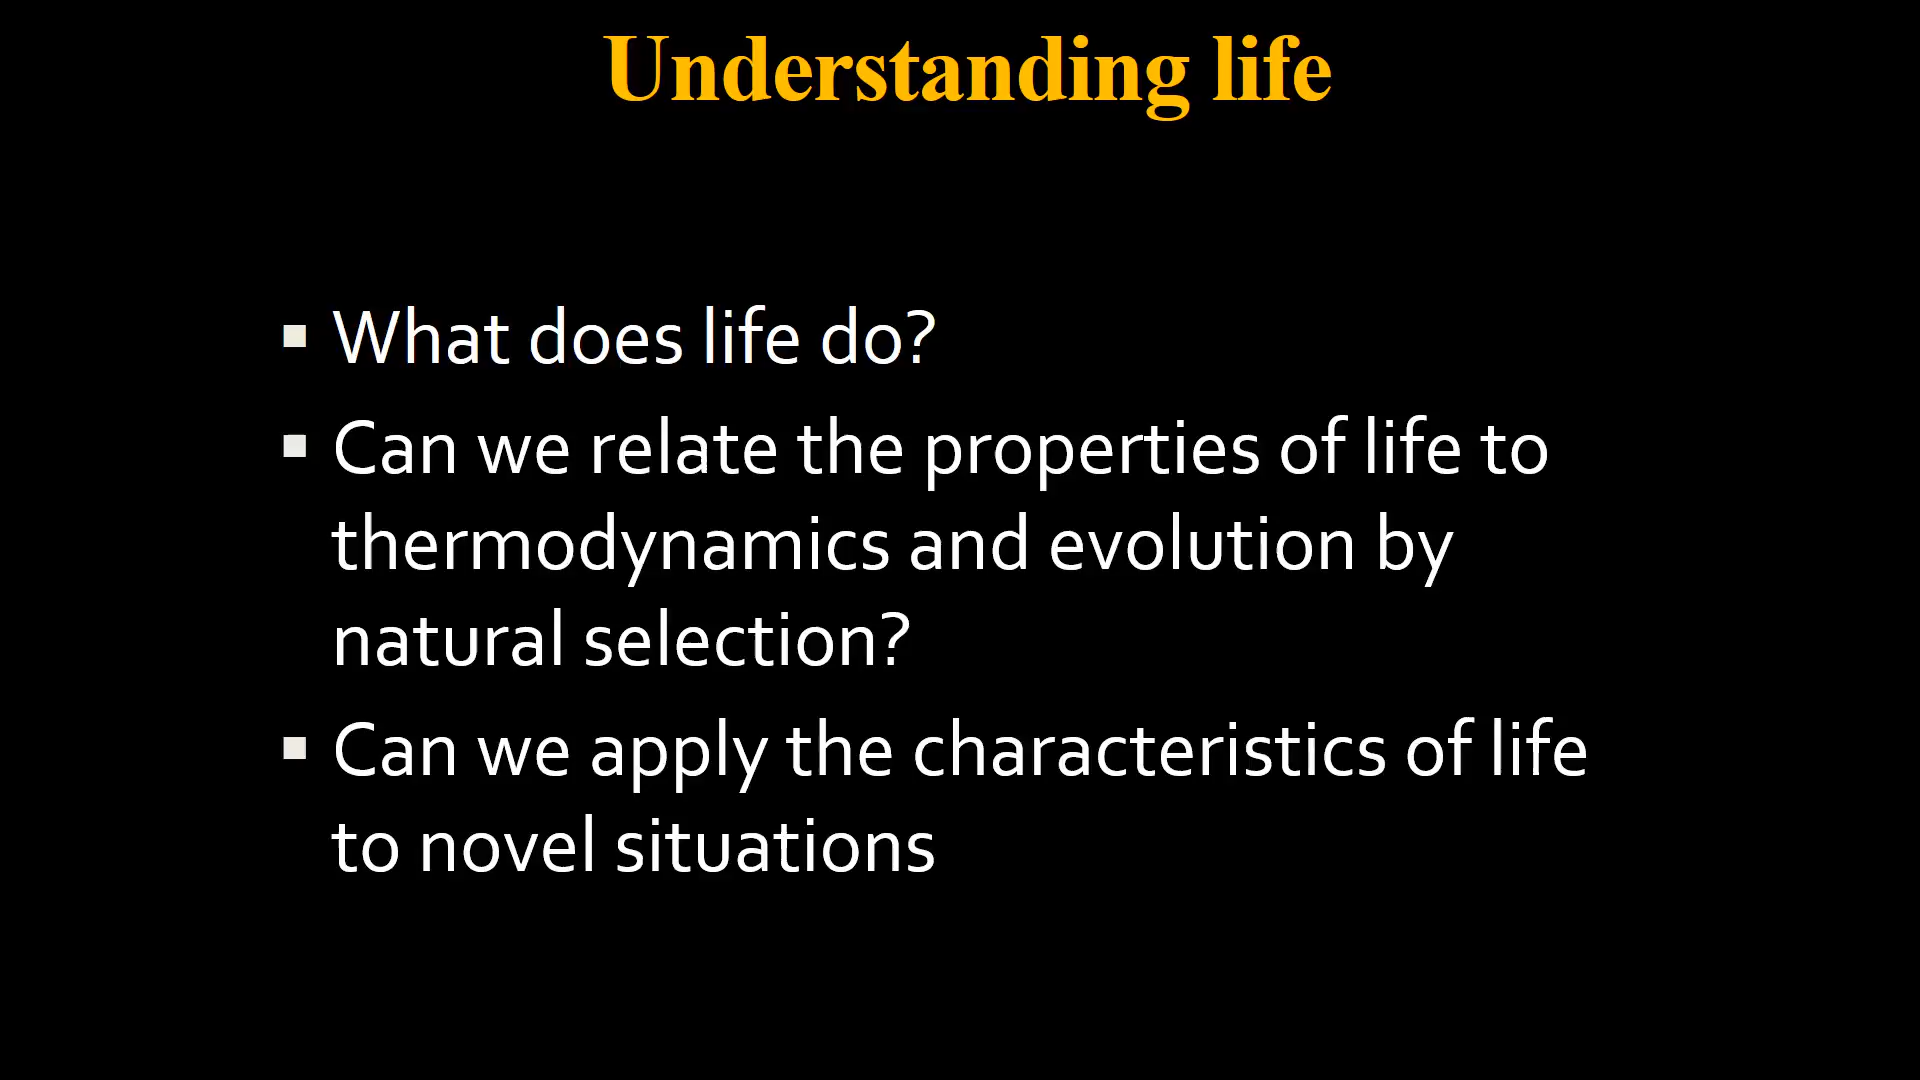 Understanding life
▪ What does life do?
▪ Can we relate the properties of life to
thermodynamics and evolution by
natural selection?
▪ Can we apply the characteristics of life
to novel situations